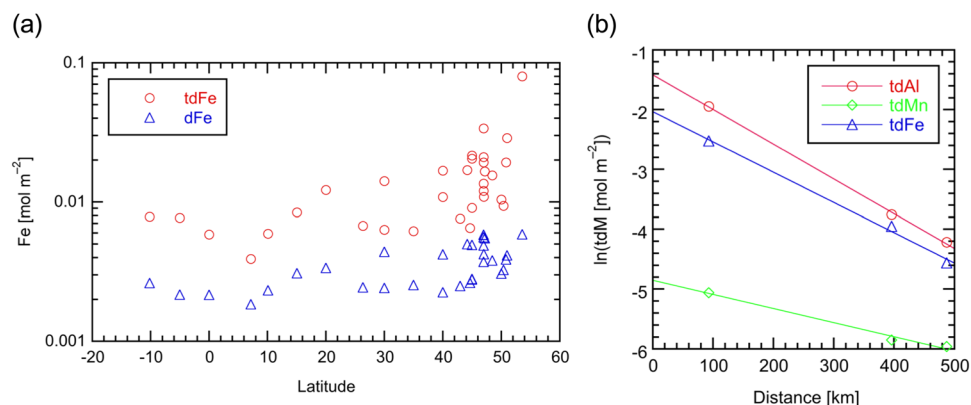 (a)
0.1
0.01
0.001
Fe [mol m⁻²]
tdFe
dFe
-20 -10 0 10 20 30 40 50 60
Latitude
(b)
-1
-2
-3
-4
-5
-6
ln(tdM [mol m⁻²])
tdAl
tdMn
tdFe
0 100 200 300 400 500
Distance [km]